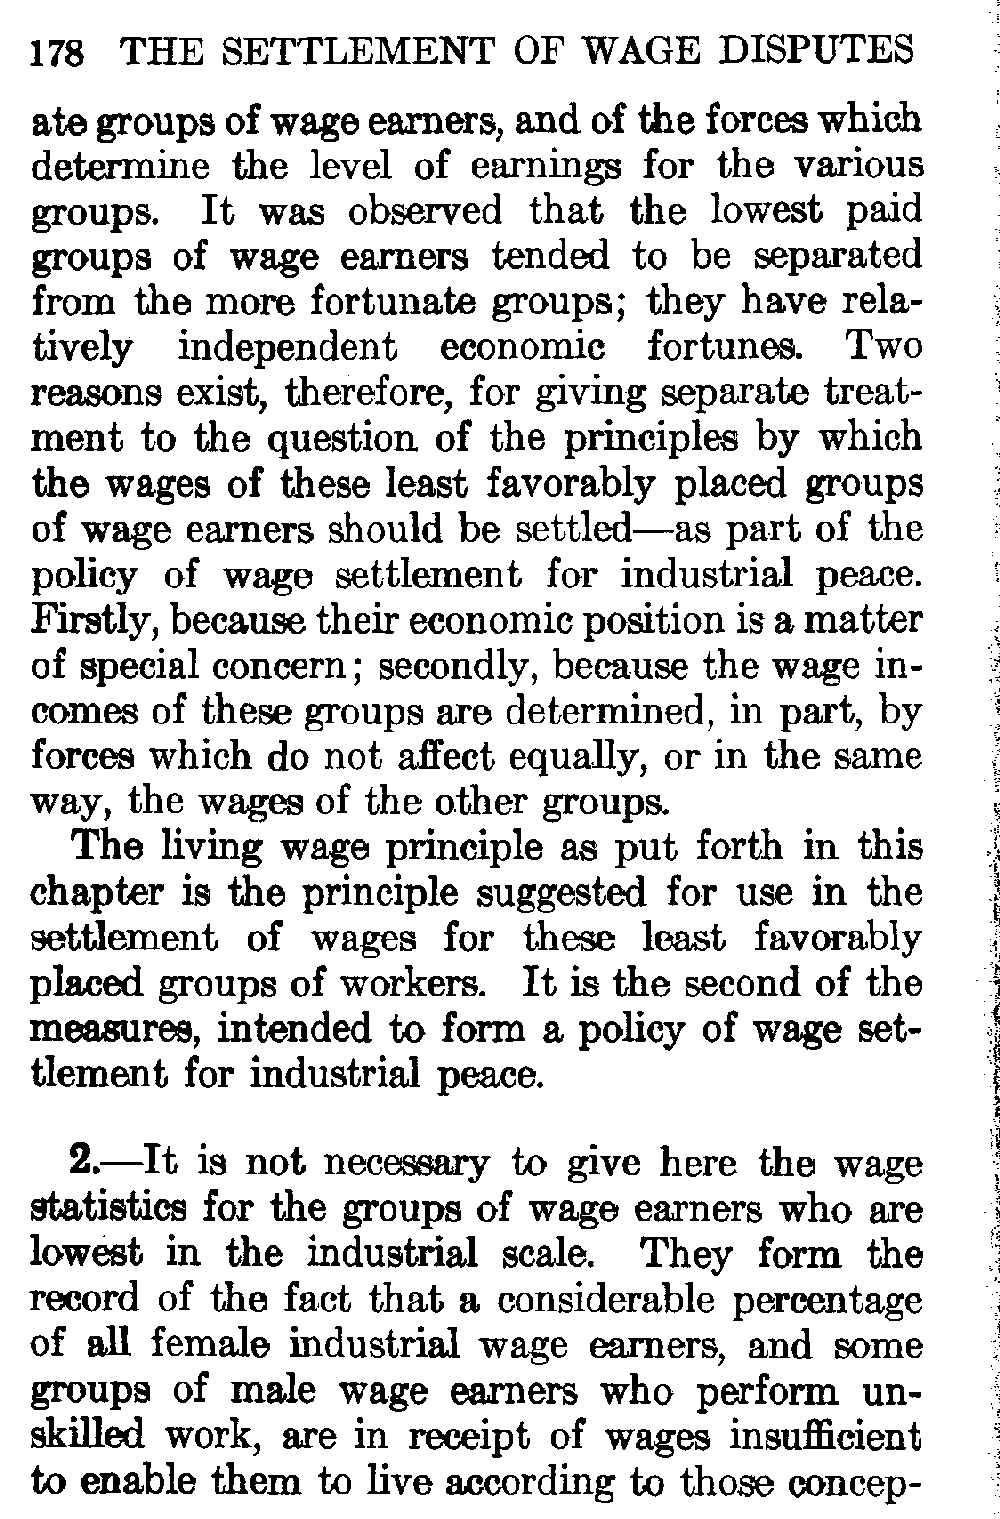 178 THE SETTLEMENT OF WAGE DISPUTES
ate groups of wage earners, and of the forces which
determine the level of earnings for the various
groups. It was observed that the lowest paid
groups of wage earners tended to be separated
from the more fortunate groups; they have rela-
tively independent economic fortunes. Two
reasons exist, therefore, for giving separate treat-
ment to the question of the principles by which
the wages of these least favorably placed groups
of wage earners should be settled—as part of the
policy of wage settlement for industrial peace.
Firstly, because their economic position is a matter
of special concern; secondly, because the wage in-
comes of these groups are determined, in part, by
forces which do not affect equally, or in the same
way, the wages of the other groups.
The living wage principle as put forth in this
chapter is the principle suggested for use in the
settlement of wages for these least favorably
placed groups of workers. It is the second of the
measures, intended to form a policy of wage set-
tlement for industrial peace.
2.—It is not necessary to give here the wage
statistics for the groups of wage earners who are
lowest in the industrial scale. They form the
record of the fact that a considerable percentage
of all female industrial wage earners, and some
groups of male wage earners who perform un-
skilled work, are in receipt of wages insufficient
to enable them to live according to those concep-